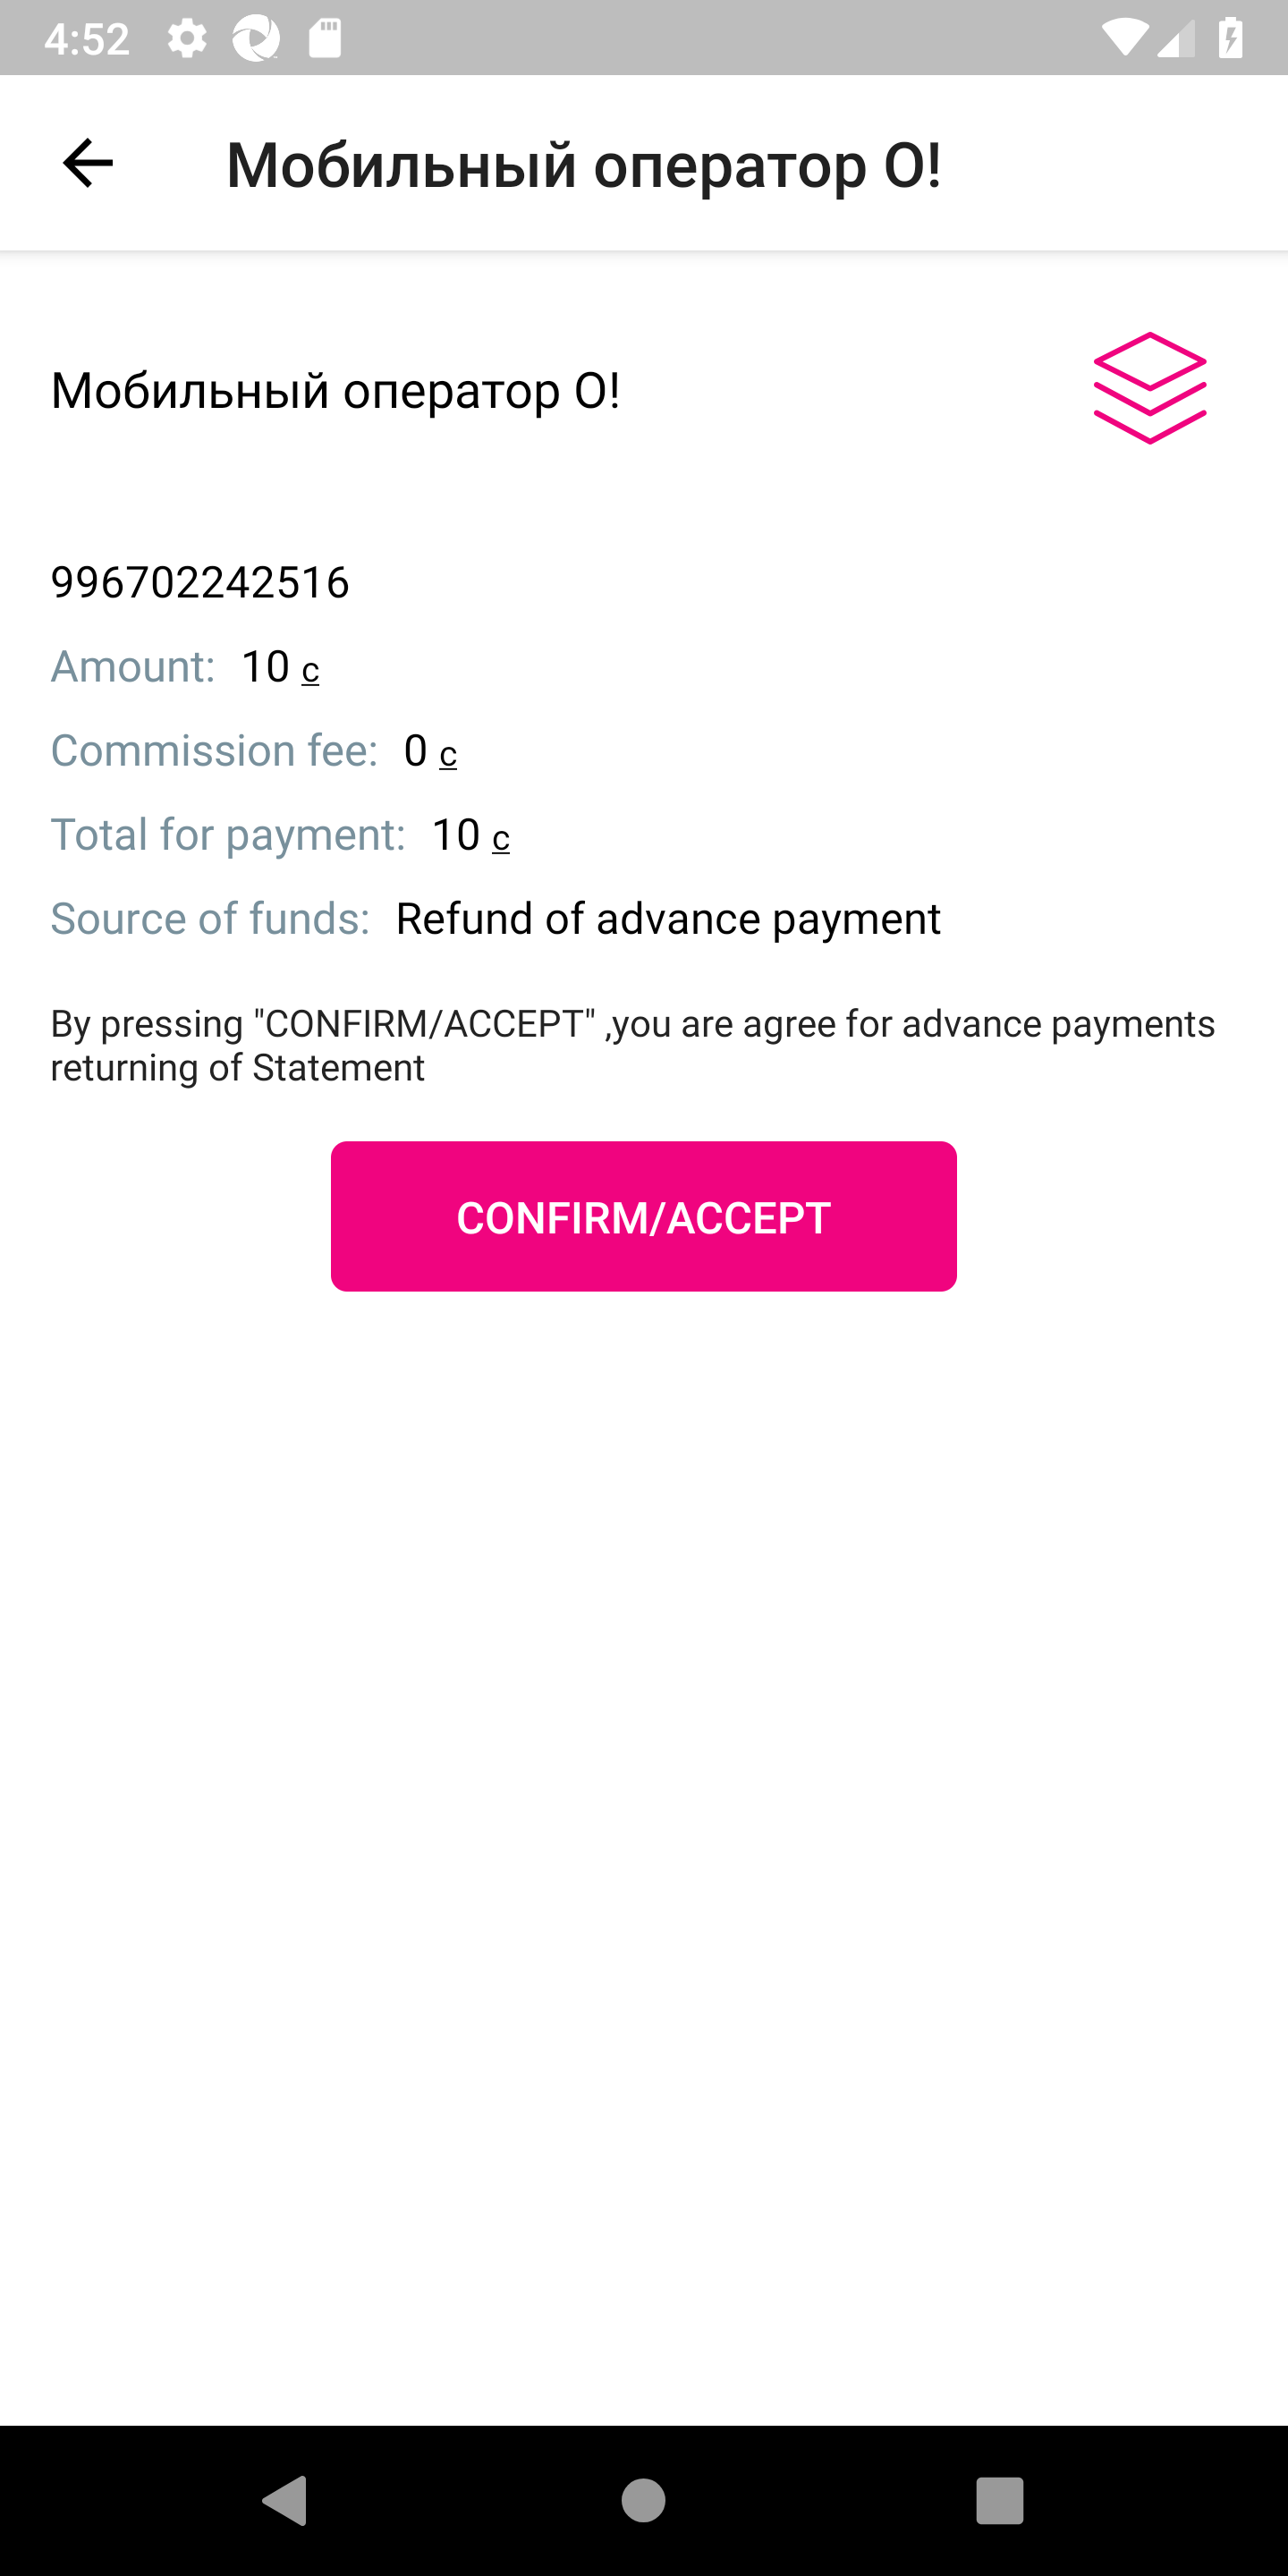 4:52
Мобильный оператор О!
Мобильный оператор О!
996702242516
Amount: 10 с
Commission fee: 0 с
Total for payment: 10 с
Source of funds: Refund of advance payment
By pressing "CONFIRM/ACCEPT" ,you are agree for advance payments
returning of Statement
CONFIRM/ACCEPT